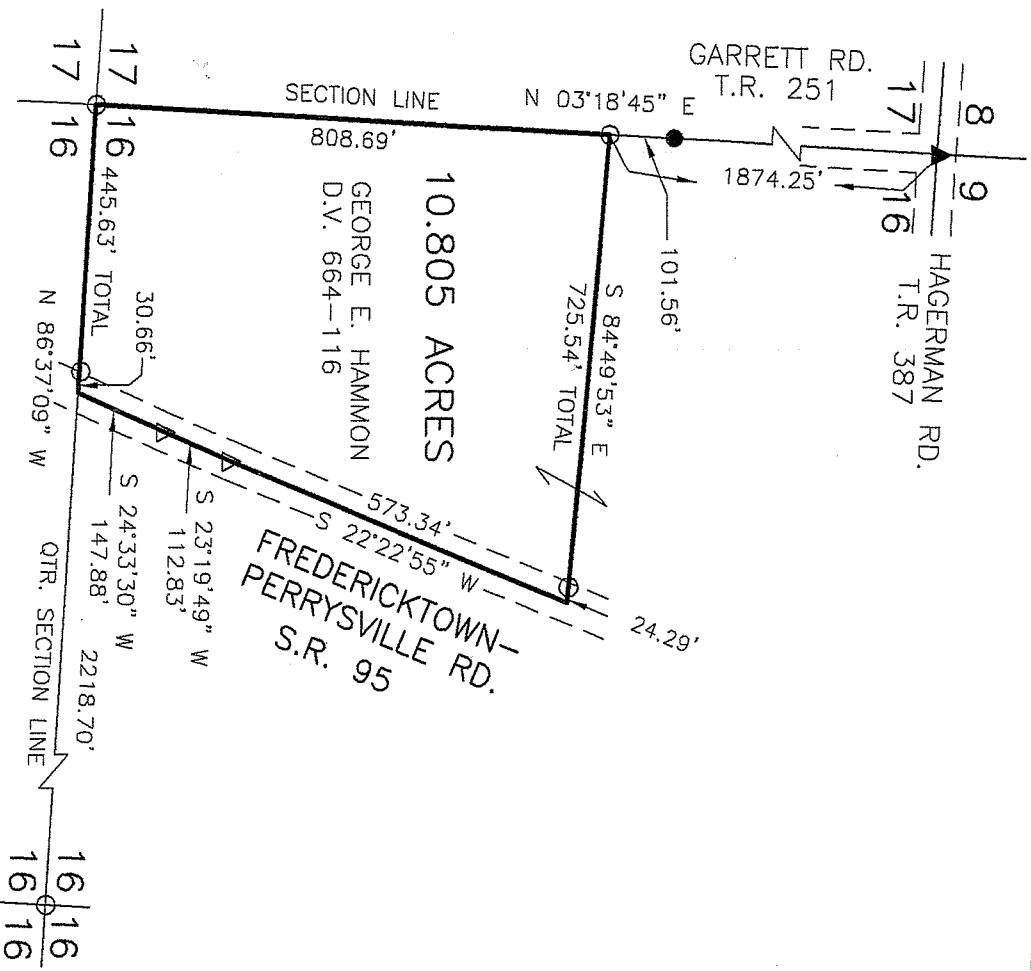 GARRETT RD.
T.R. 251
8
9
17
16
HAGERMAN RD.
T.R. 387
SECTION LINE
N 03°18'45" E
808.69'
1874.25'
101.56'
S 84°49'53" E
725.54' TOTAL
10.805 ACRES
GEORGE E. HAMMON
D.V. 664-116
17
16
17
16
445.63' TOTAL
30.66'
N 86°37'09" W
573.34'
S 22°22'55" W
24.29'
FREDERICKTOWN-
PERRYSVILLE RD.
S.R. 95
S 23°19'49" W
112.83'
S 24°33'30" W
147.88'
2218.70'
QTR. SECTION LINE
16
16
16
16